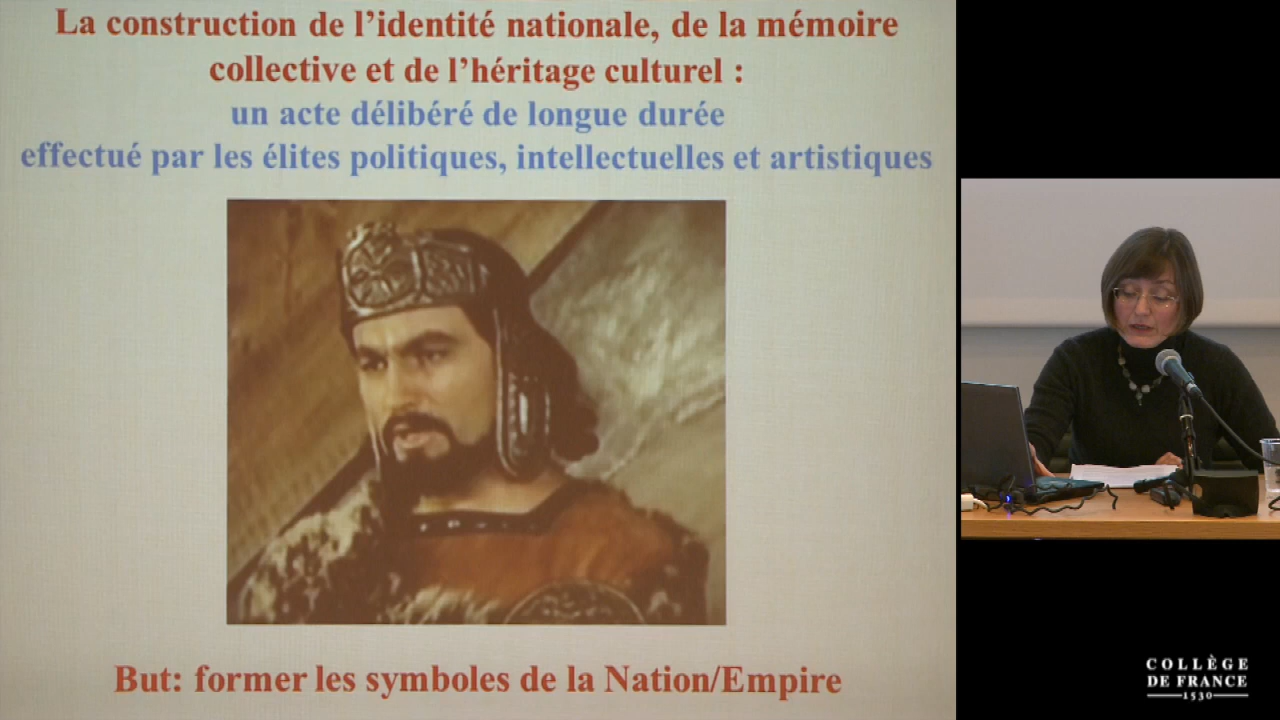 La construction de l’identité nationale, de la mémoire
collective et de l’héritage culturel :
un acte délibéré de longue durée
effectué par les élites politiques, intellectuelles et artistiques
But: former les symboles de la Nation/Empire
COLLÈGE
DE FRANCE
1530